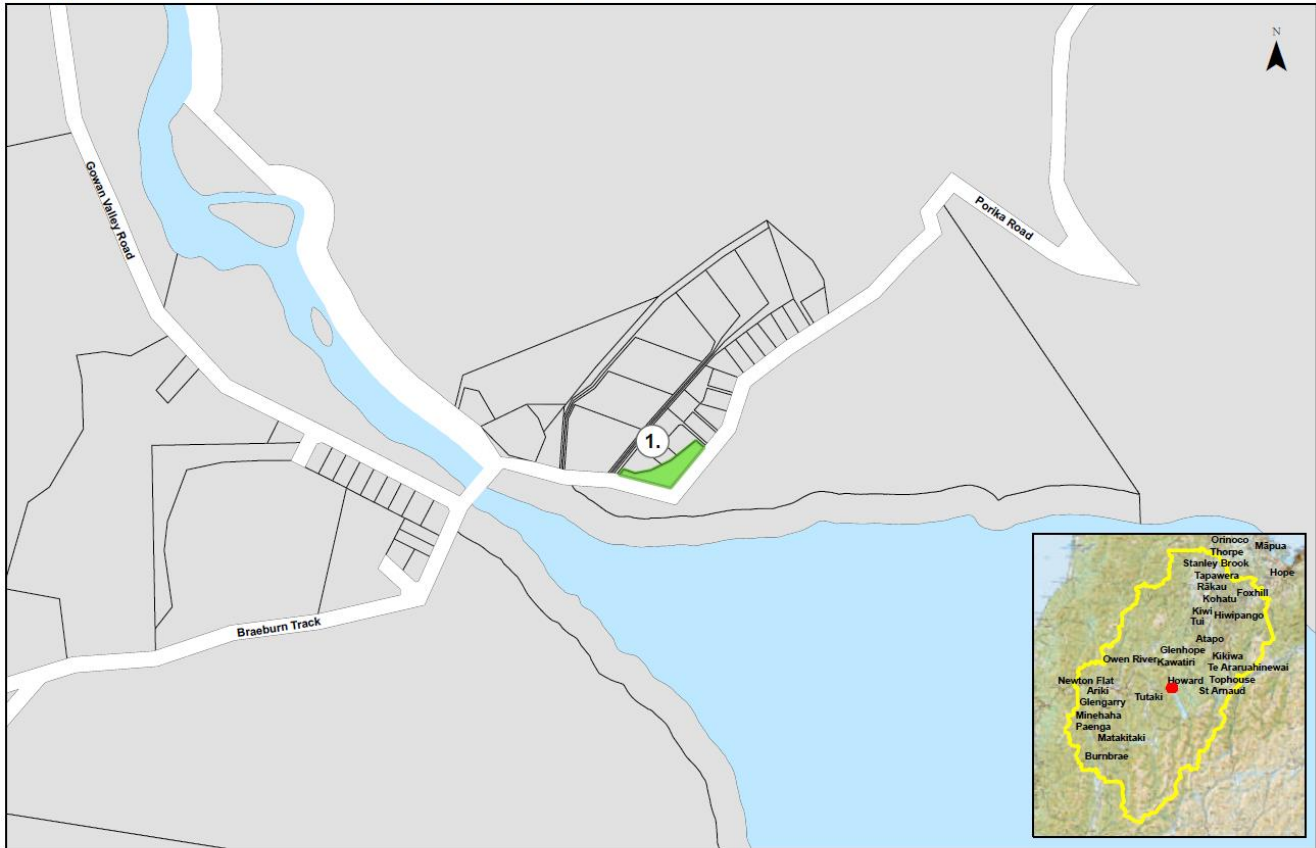 N
Gowan Valley Road
Porika Road
1.
Braeburn Track
Orinoco
Māpua
Thorpe
Stanley Brook
Hope
Tapawera
Rākau
Foxhill
Kohatu
Kiwi
Hiwipango
Tui
Atapo
Glenhope
Kikiwa
Owen River
Kawatiri
Te Araruahinewai
Newton Flat
Howard
Tophouse
Ariki
Tutaki
St Arnaud
Glengarry
Minehaha
Paenga
Matakitaki
Burnbrae